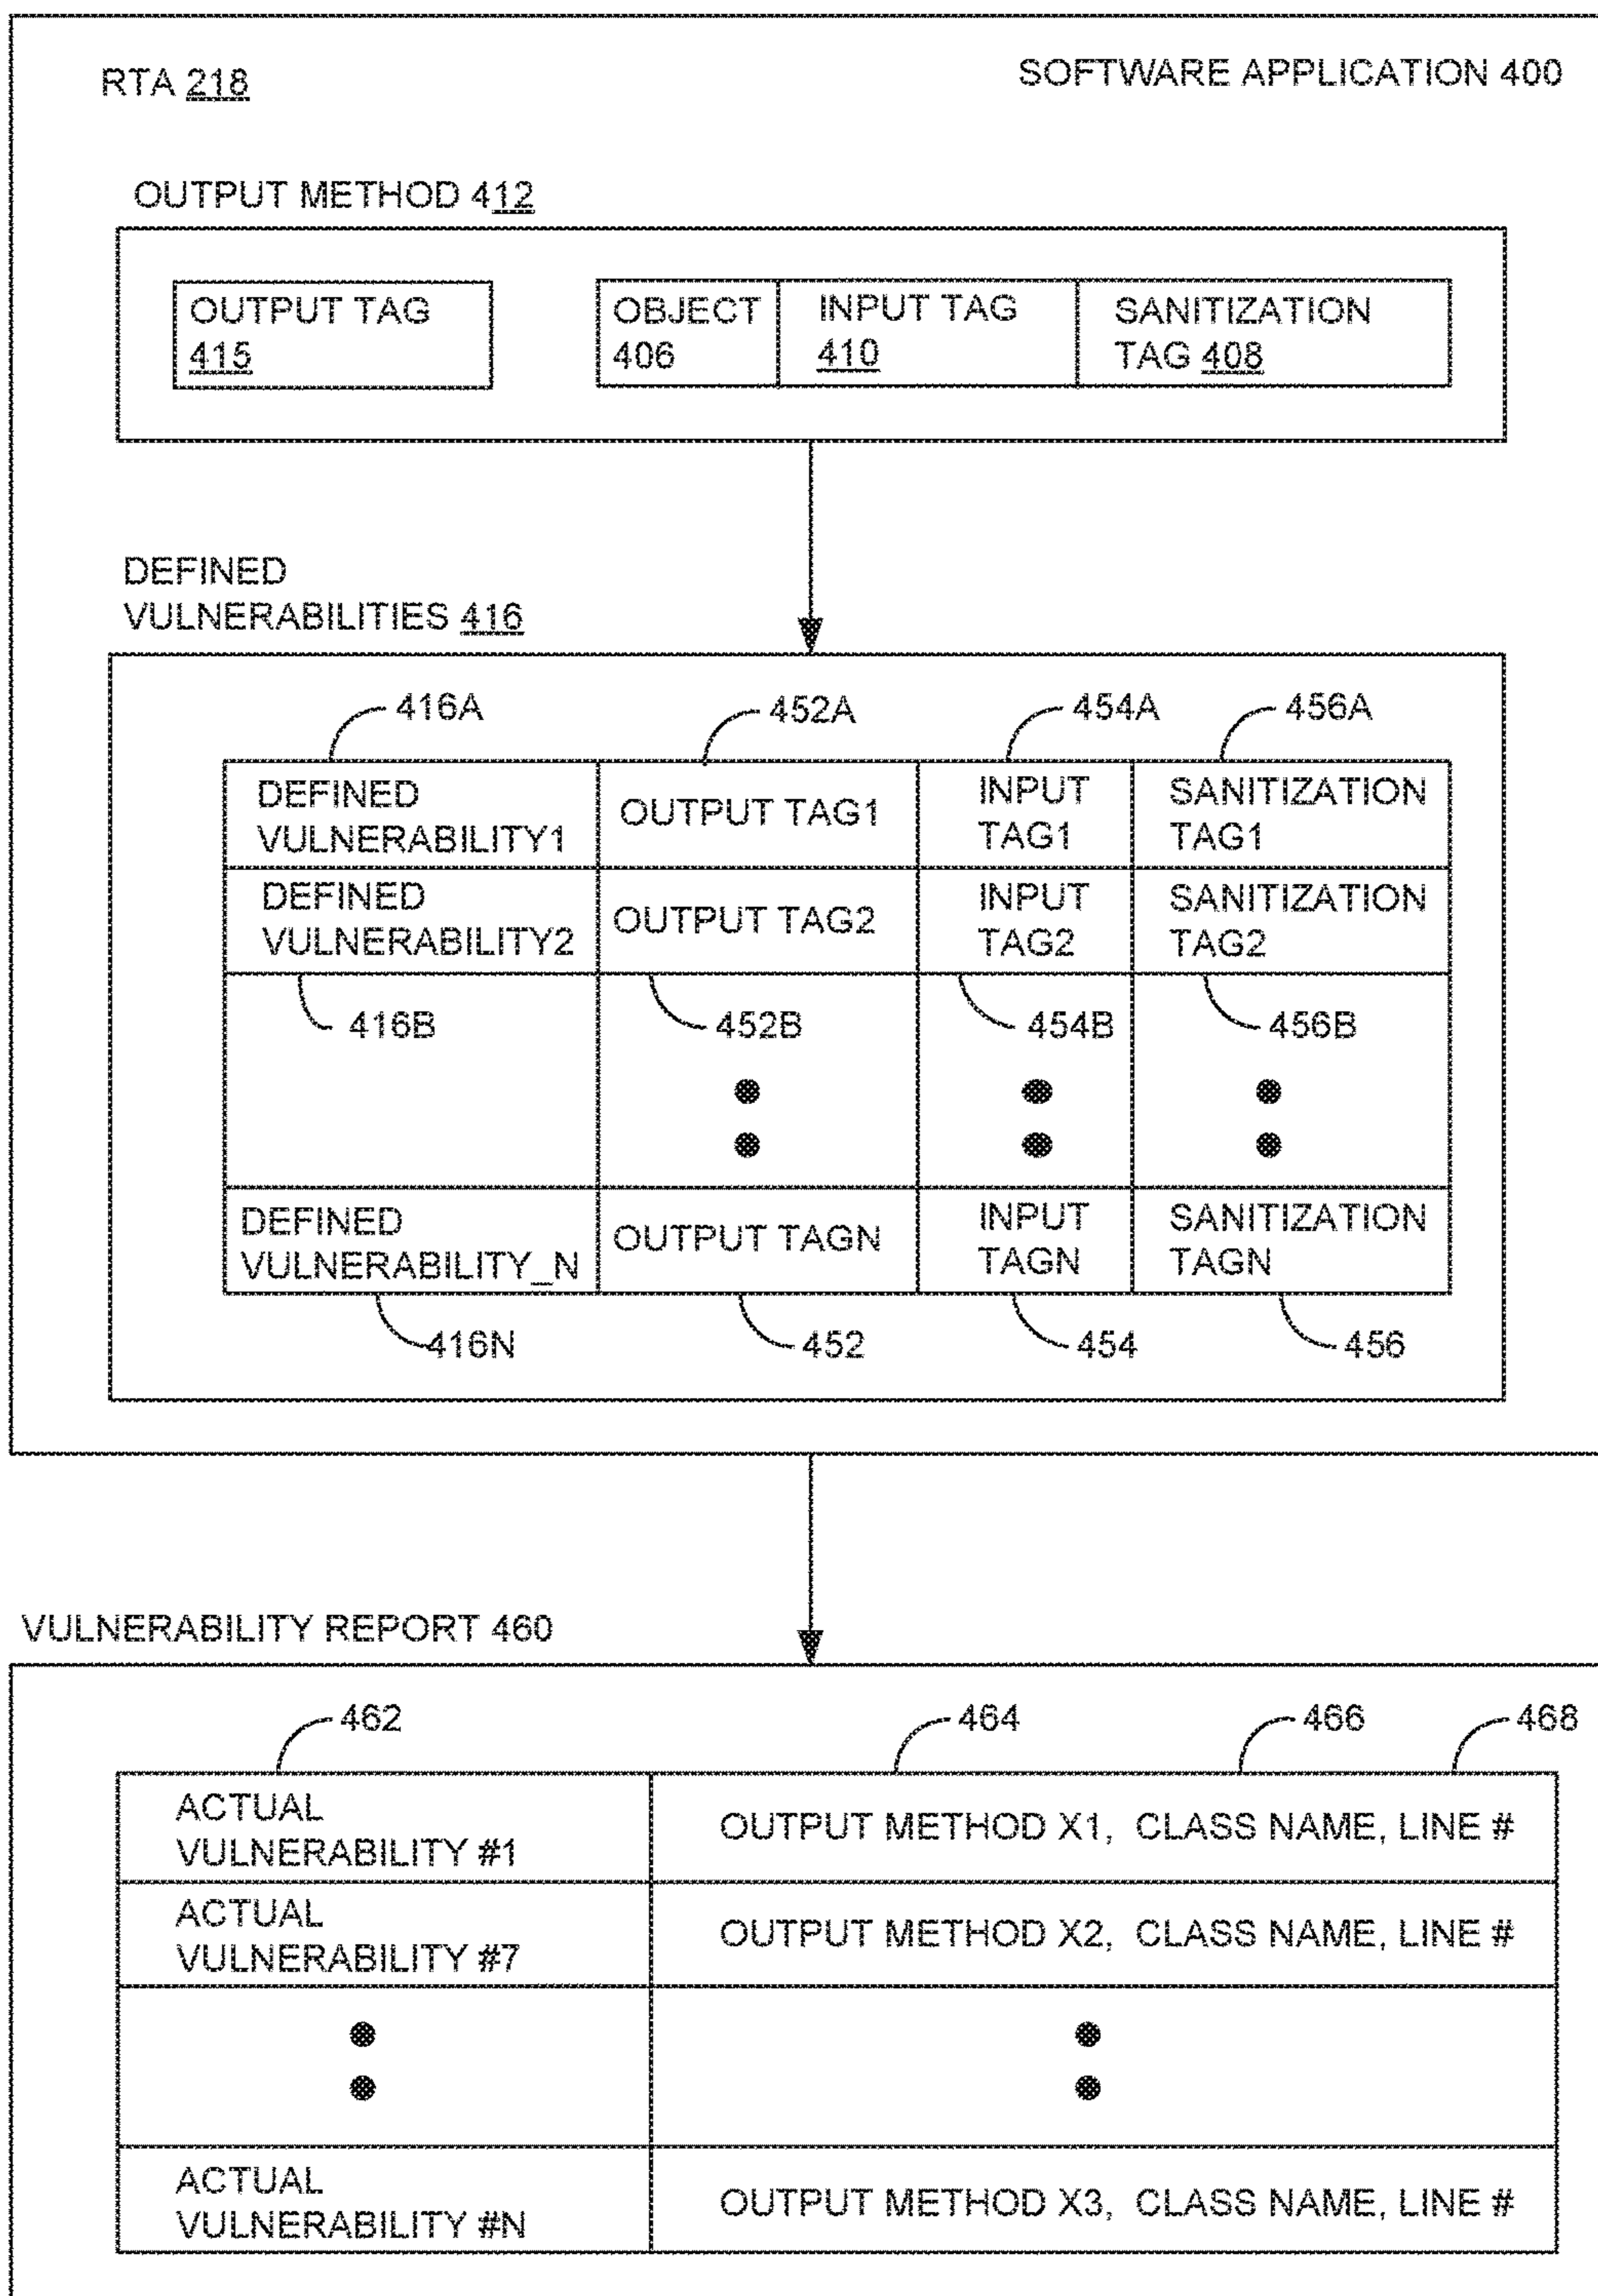 RTA 218
SOFTWARE APPLICATION 400
OUTPUT METHOD 412
OUTPUT TAG
415
OBJECT
406
INPUT TAG
410
SANITIZATION
TAG 408
DEFINED
VULNERABILITIES 416
416A
452A
454A
456A
DEFINED
VULNERABILITY1
OUTPUT TAG1
INPUT
TAG1
SANITIZATION
TAG1
DEFINED
VULNERABILITY2
OUTPUT TAG2
INPUT
TAG2
SANITIZATION
TAG2
416B
452B
454B
456B
DEFINED
VULNERABILITY_N
OUTPUT TAGN
INPUT
TAGN
SANITIZATION
TAGN
416N
452
454
456
VULNERABILITY REPORT 460
462
464
466
468
ACTUAL
VULNERABILITY #1
OUTPUT METHOD X1, CLASS NAME, LINE #
ACTUAL
VULNERABILITY #7
OUTPUT METHOD X2, CLASS NAME, LINE #
ACTUAL
VULNERABILITY #N
OUTPUT METHOD X3, CLASS NAME, LINE #